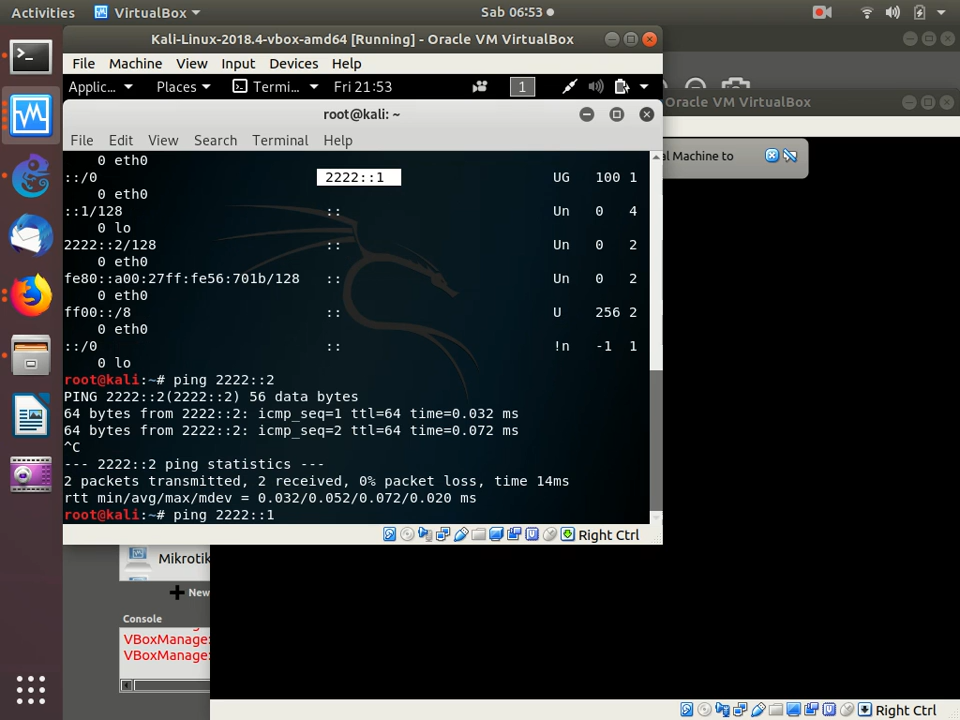 Activities VirtualBox Sab 06:53
Kali-Linux-2018.4-vbox-amd64 [Running] - Oracle VM VirtualBox
File Machine View Input Devices Help
Applic... Places Termi... Fri 21:53 1
Oracle VM VirtualBox
root@kali: ~
File Edit View Search Terminal Help
al Machine to
0 eth0
::/0 2222::1 UG 100 1
0 eth0
::1/128 :: Un 0 4
0 lo
2222::2/128 :: Un 0 2
0 eth0
fe80::a00:27ff:fe56:701b/128 :: Un 0 2
0 eth0
ff00::/8 :: U 256 2
0 eth0
::/0 :: !n -1 1
0 lo
root@kali:~# ping 2222::2
PING 2222::2(2222::2) 56 data bytes
64 bytes from 2222::2: icmp_seq=1 ttl=64 time=0.032 ms
64 bytes from 2222::2: icmp_seq=2 ttl=64 time=0.072 ms
^C
--- 2222::2 ping statistics ---
2 packets transmitted, 2 received, 0% packet loss, time 14ms
rtt min/avg/max/mdev = 0.032/0.052/0.072/0.020 ms
root@kali:~# ping 2222::1
Right Ctrl
Mikrotik
New
Console
VBoxManage:
VBoxManage:
Right Ctrl